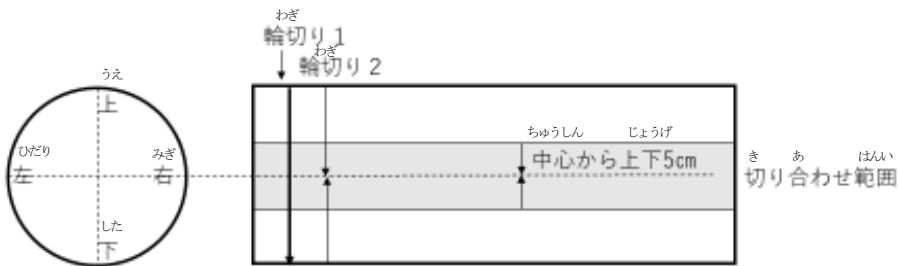 わぎ
輪切り1
わぎ
輪切り2
うえ
上
ひだり
左
みぎ
右
した
下
ちゅうしん じょうげ
中心から上下5cm
き あ はんい
切り合わせ範囲